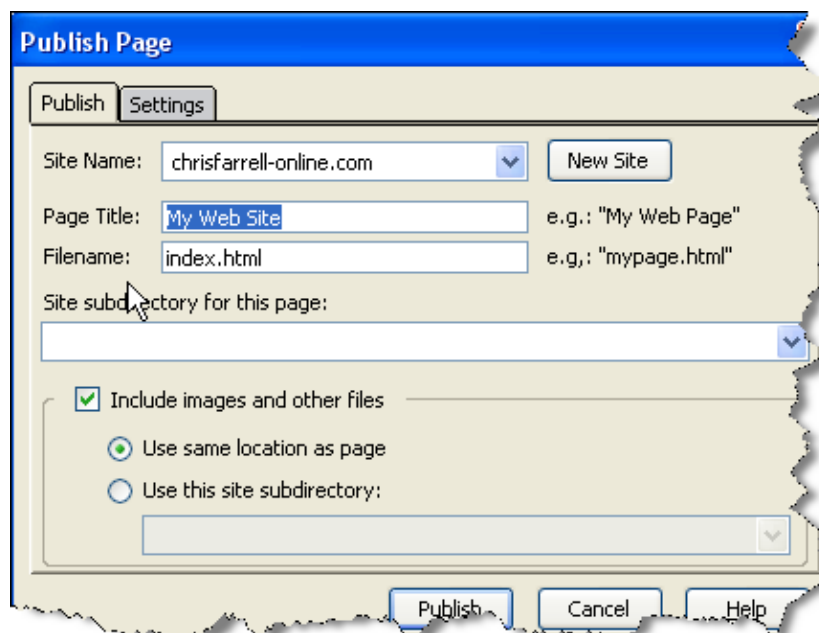 Publish Page
Publish Settings
Site Name: chrisfarrell-online.com New Site
Page Title: My Web Site e.g.: "My Web Page"
Filename: index.html e.g,: "mypage.html"
Site subdirectory for this page:
Include images and other files
Use same location as page
Use this site subdirectory:
Publish Cancel Help